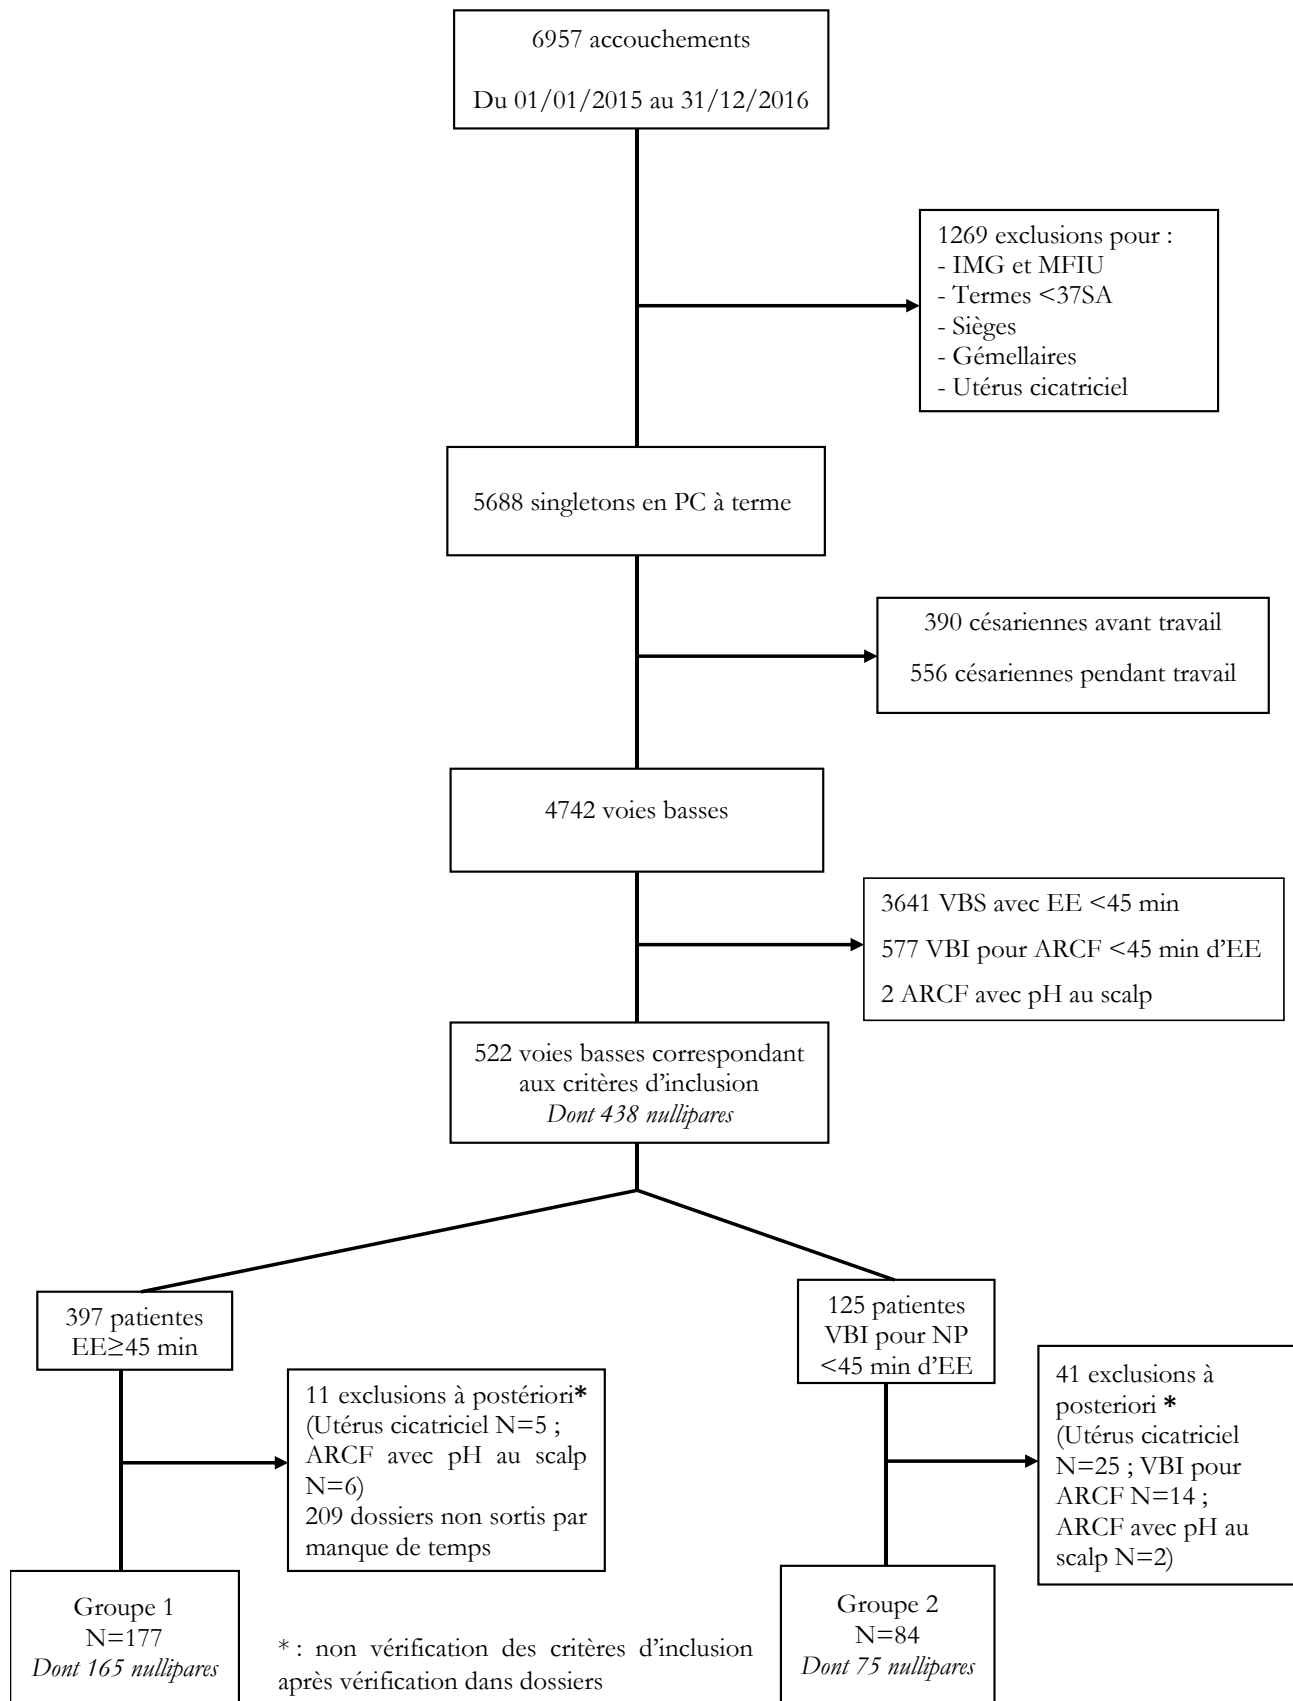 6957 accouchements
Du 01/01/2015 au 31/12/2016
1269 exclusions pour :
- IMG et MFIU
- Termes <37SA
- Sièges
- Gémellaires
- Utérus cicatriciel
5688 singletons en PC à terme
390 césariennes avant travail
556 césariennes pendant travail
4742 voies basses
3641 VBS avec EE <45 min
577 VBI pour ARCF <45 min d’EE
2 ARCF avec pH au scalp
522 voies basses correspondant
aux critères d’inclusion
Dont 438 nullipares
397 patientes
EE≥45 min
125 patientes
VBI pour NP
<45 min d’EE
11 exclusions à postériori*
(Utérus cicatriciel N=5 ;
ARCF avec pH au scalp
N=6)
209 dossiers non sortis par
manque de temps
41 exclusions à
posteriori *
(Utérus cicatriciel
N=25 ; VBI pour
ARCF N=14 ;
ARCF avec pH au
scalp N=2)
Groupe 1
N=177
Dont 165 nullipares
Groupe 2
N=84
Dont 75 nullipares
* : non vérification des critères d’inclusion
après vérification dans dossiers